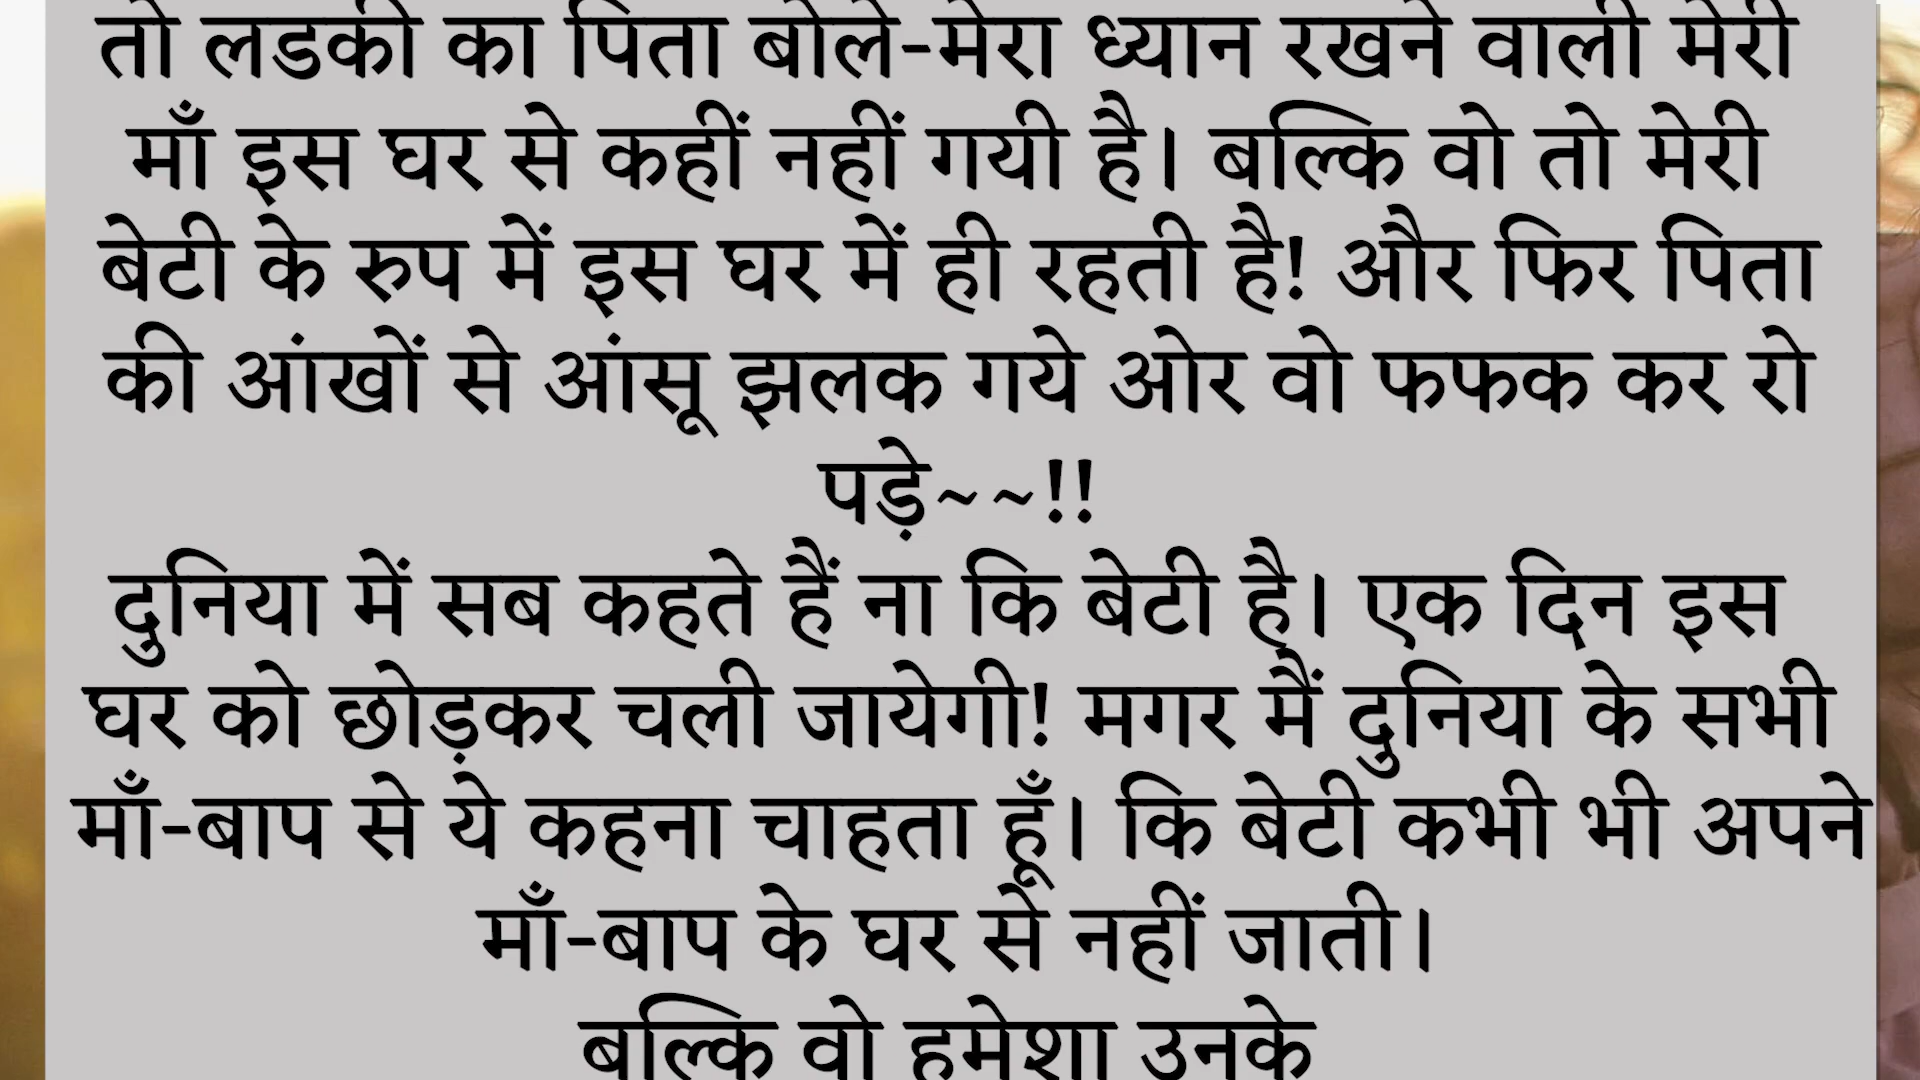 तो लडकी का पिता बोले-मेरा ध्यान रखने वाली मेरी
माँ इस घर से कहीं नहीं गयी है। बल्कि वो तो मेरी
बेटी के रुप में इस घर में ही रहती है! और फिर पिता
की आंखों से आंसू झलक गये ओर वो फफक कर रो
पड़े~~!!
दुनिया में सब कहते हैं ना कि बेटी है। एक दिन इस
घर को छोड़कर चली जायेगी! मगर मैं दुनिया के सभी
माँ-बाप से ये कहना चाहता हूँ। कि बेटी कभी भी अपने
माँ-बाप के घर से नहीं जाती।
बल्कि वो हमेशा उनके